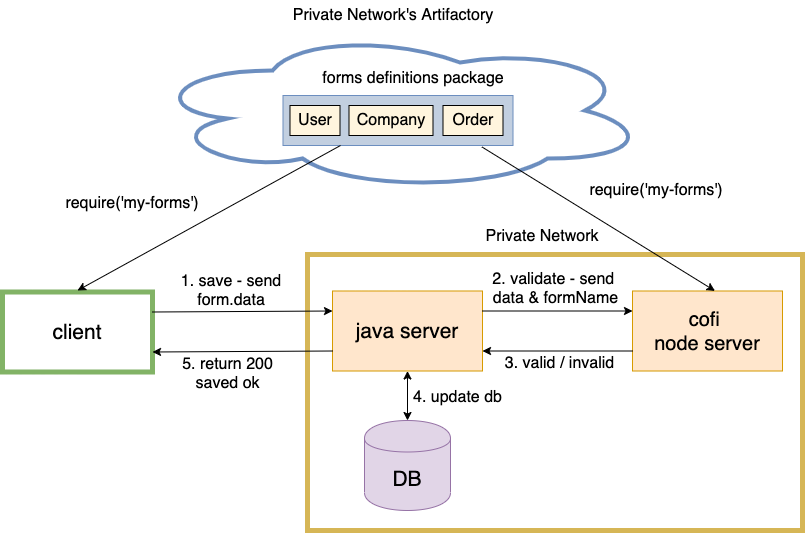 Private Network's Artifactory
forms definitions package
User
Company
Order
require('my-forms')
require('my-forms')
Private Network
1. save - send
form.data
2. validate - send
data & formName
client
java server
cofi
node server
5. return 200
saved ok
3. valid / invalid
4. update db
DB